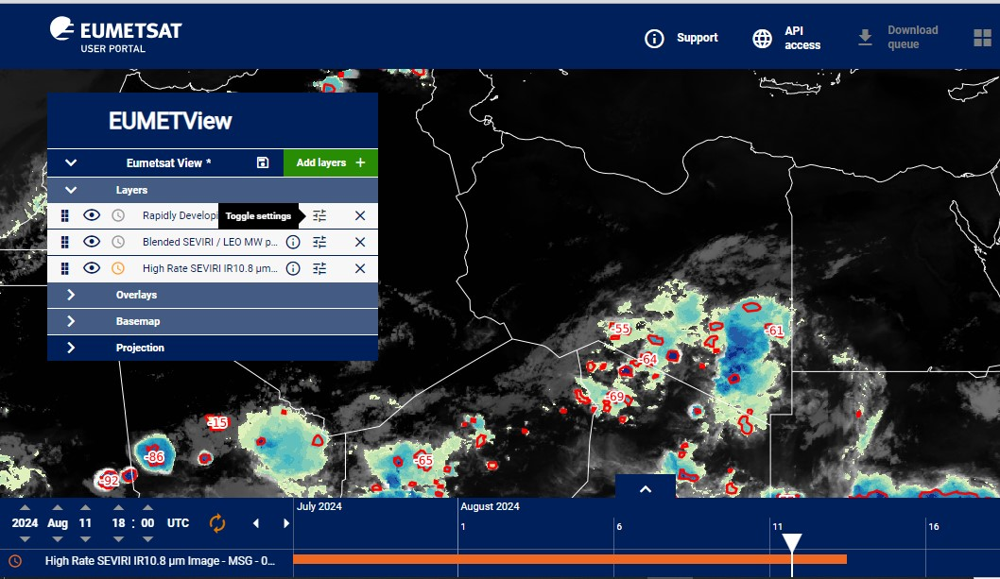 EUMETSAT
USER PORTAL
Support
API
access
Download
queue
EUMETView
Eumetsat View *
Add layers +
Layers
Rapidly Developi
Toggle settings
Blended SEVIRI / LEO MW p...
High Rate SEVIRI IR10.8 µm...
Overlays
Basemap
Projection
-55
-61
-64
-69
-15
-86
-65
-92
July 2024
August 2024
2024 Aug 11 18 : 00 UTC
1
6
11
16
High Rate SEVIRI IR10.8 µm Image - MSG - 0...